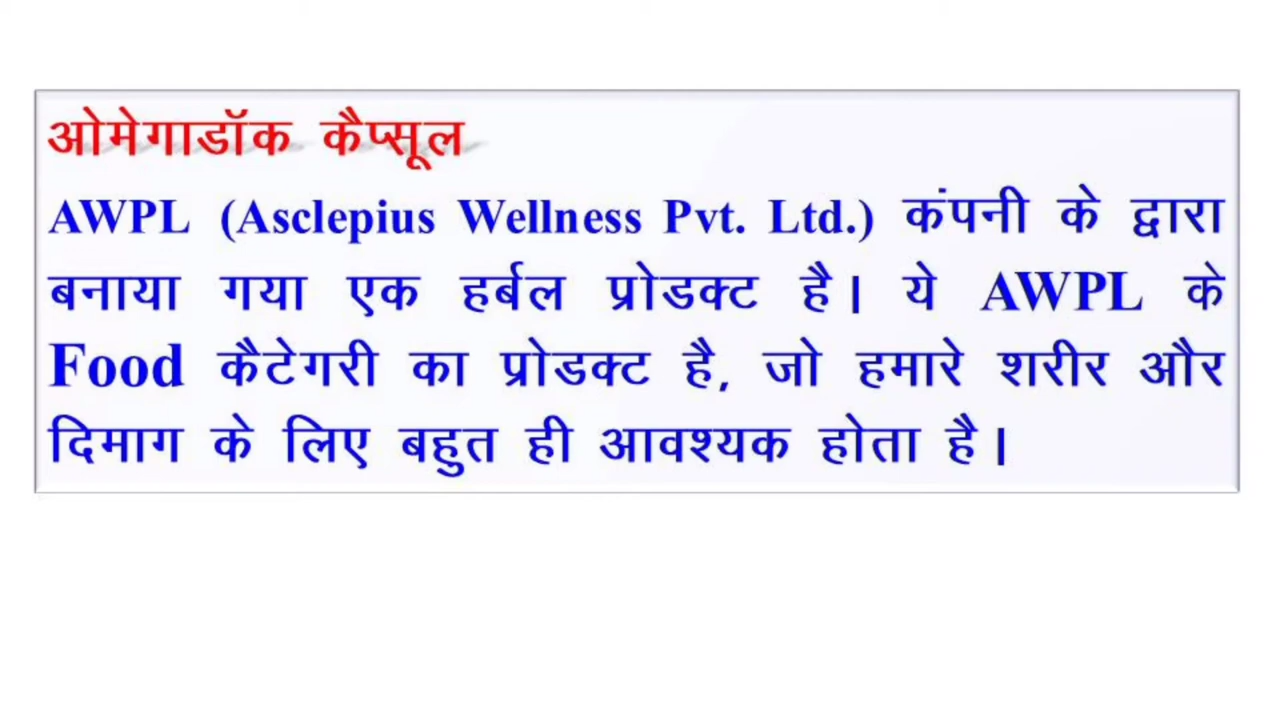 ओमेगाडॉक कैप्सूल
AWPL (Asclepius Wellness Pvt. Ltd.) कंपनी के द्वारा
बनाया गया एक हर्बल प्रोडक्ट है। ये AWPL के
Food कैटेगरी का प्रोडक्ट है, जो हमारे शरीर और
दिमाग के लिए बहुत ही आवश्यक होता है।